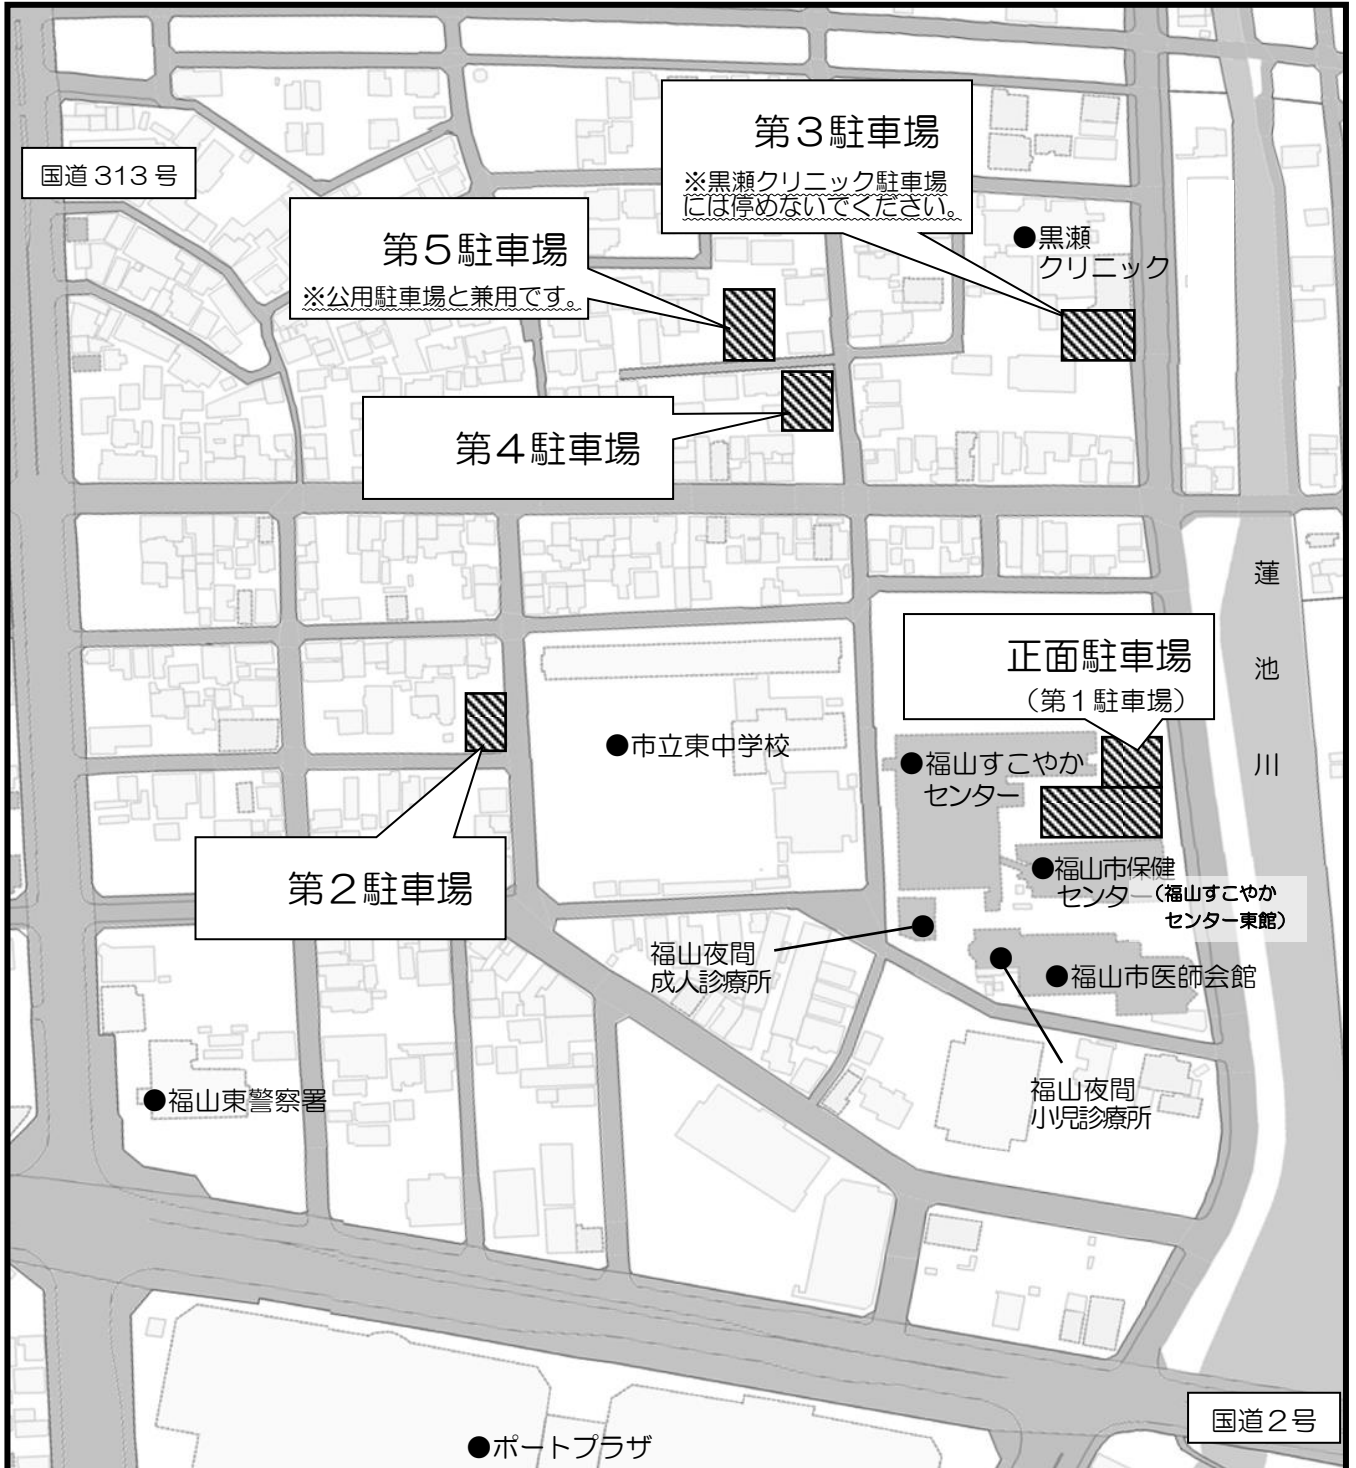 第3駐車場
※黒瀬クリニック駐車場
には停めないでください。
国道313号
第5駐車場
※公用駐車場と兼用です。
●黒瀬
クリニック
第4駐車場
蓮池川
正面駐車場
(第1駐車場)
●市立東中学校
●福山すこやか
センター
第2駐車場
●福山市保健
センター(福山すこやか
センター東館)
福山夜間
成人診療所
●福山市医師会館
福山夜間
小児診療所
●福山東警察署
国道2号
●ポートプラザ